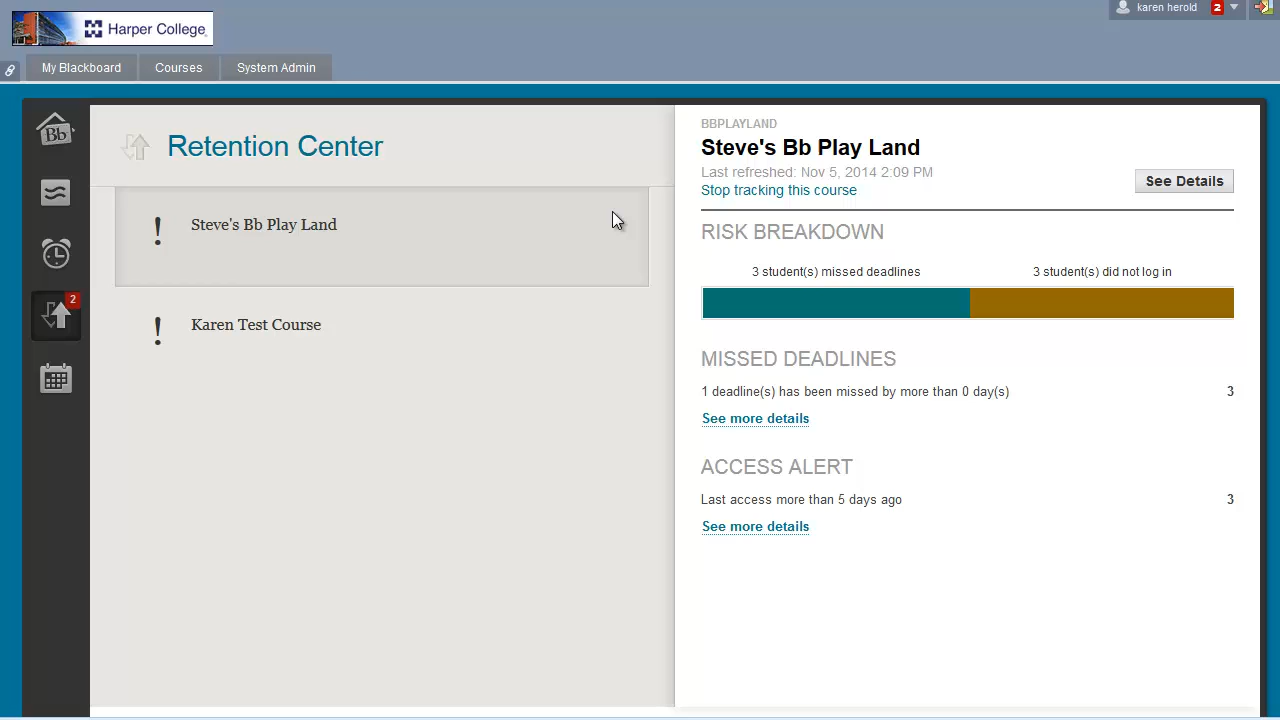 karen herold 2
Harper College
My Blackboard Courses System Admin
Bb
2
Retention Center
! Steve's Bb Play Land
! Karen Test Course
BBPLAYLAND
Steve's Bb Play Land
Last refreshed: Nov 5, 2014 2:09 PM
Stop tracking this course
See Details
RISK BREAKDOWN
3 student(s) missed deadlines 3 student(s) did not log in
MISSED DEADLINES
1 deadline(s) has been missed by more than 0 day(s) 3
See more details
ACCESS ALERT
Last access more than 5 days ago 3
See more details